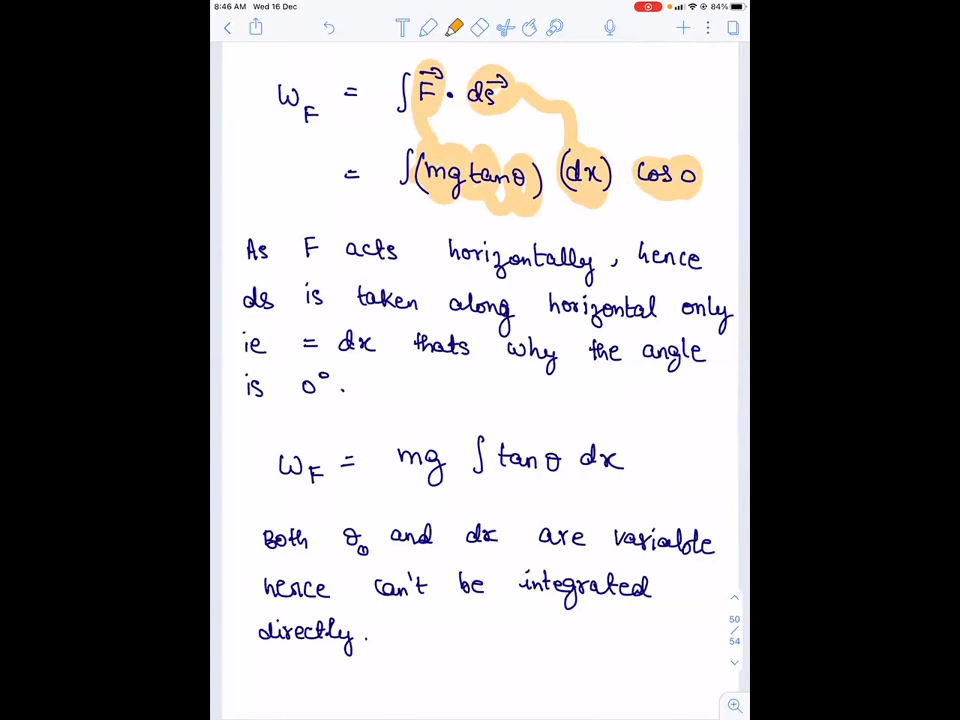 8:46 AM Wed 16 Dec
84%
W_F = ∫ F⃗ · ds⃗
= ∫(mg tanθ) (dx) cos 0
As F acts horizontally, hence
ds is taken along horizontal only
ie = dx thats why the angle
is 0°.
W_F = mg ∫ tanθ dx
Both θ and dx are variable
hence can't be integrated
directly.
50
/
54